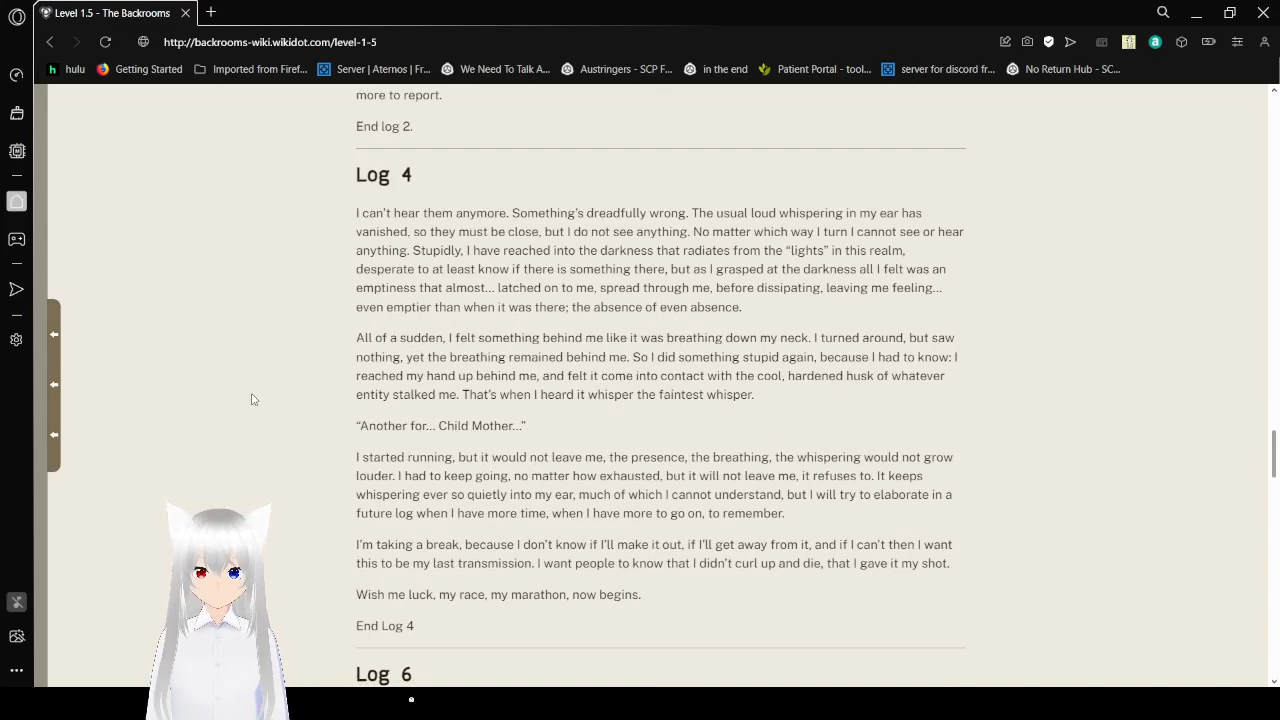 Level 1.5 - The Backrooms
http://backrooms-wiki.wikidot.com/level-1-5
hulu
Getting Started
Imported from Firef...
Server | Aternos | Fr...
We Need To Talk A...
Austringers - SCP F...
in the end
Patient Portal - tool...
server for discord fr...
No Return Hub - SC...
more to report.
End log 2.
Log 4
I can't hear them anymore. Something's dreadfully wrong. The usual loud whispering in my ear has
vanished, so they must be close, but I do not see anything. No matter which way I turn I cannot see or hear
anything. Stupidly, I have reached into the darkness that radiates from the “lights” in this realm,
desperate to at least know if there is something there, but as I grasped at the darkness all I felt was an
emptiness that almost… latched on to me, spread through me, before dissipating, leaving me feeling…
even emptier than when it was there; the absence of even absence.
All of a sudden, I felt something behind me like it was breathing down my neck. I turned around, but saw
nothing, yet the breathing remained behind me. So I did something stupid again, because I had to know: I
reached my hand up behind me, and felt it come into contact with the cool, hardened husk of whatever
entity stalked me. That's when I heard it whisper the faintest whisper.
“Another for… Child Mother…”
I started running, but it would not leave me, the presence, the breathing, the whispering would not grow
louder. I had to keep going, no matter how exhausted, but it will not leave me, it refuses to. It keeps
whispering ever so quietly into my ear, much of which I cannot understand, but I will try to elaborate in a
future log when I have more time, when I have more to go on, to remember.
I'm taking a break, because I don't know if I'll make it out, if I'll get away from it, and if I can't then I want
this to be my last transmission. I want people to know that I didn't curl up and die, that I gave it my shot.
Wish me luck, my race, my marathon, now begins.
End Log 4
Log 6